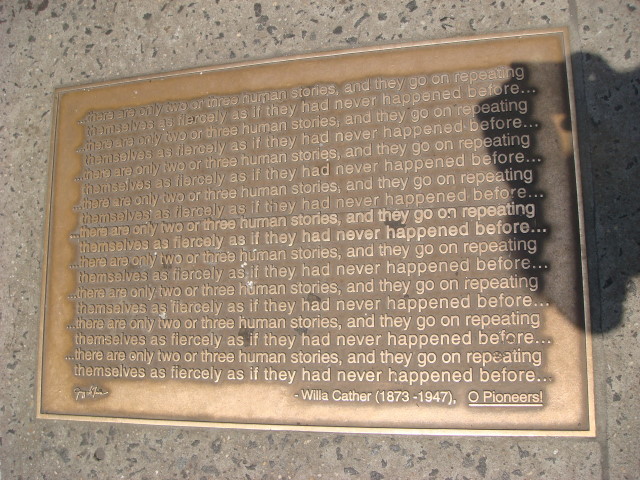 ...there are only two or three human stories, and they go on repeating
themselves as fiercely as if they had never happened before...
...there are only two or three human stories, and they go on repeating
themselves as fiercely as if they had never happened before...
...there are only two or three human stories, and they go on repeating
themselves as fiercely as if they had never happened before...
...there are only two or three human stories, and they go on repeating
themselves as fiercely as if they had never happened before...
...there are only two or three human stories, and they go on repeating
themselves as fiercely as if they had never happened before...
...there are only two or three human stories, and they go on repeating
themselves as fiercely as if they had never happened before...
...there are only two or three human stories, and they go on repeating
themselves as fiercely as if they had never happened before...
...there are only two or three human stories, and they go on repeating
themselves as fiercely as if they had never happened before...
...there are only two or three human stories, and they go on repeating
themselves as fiercely as if they had never happened before...
- Willa Cather (1873 -1947), O Pioneers!